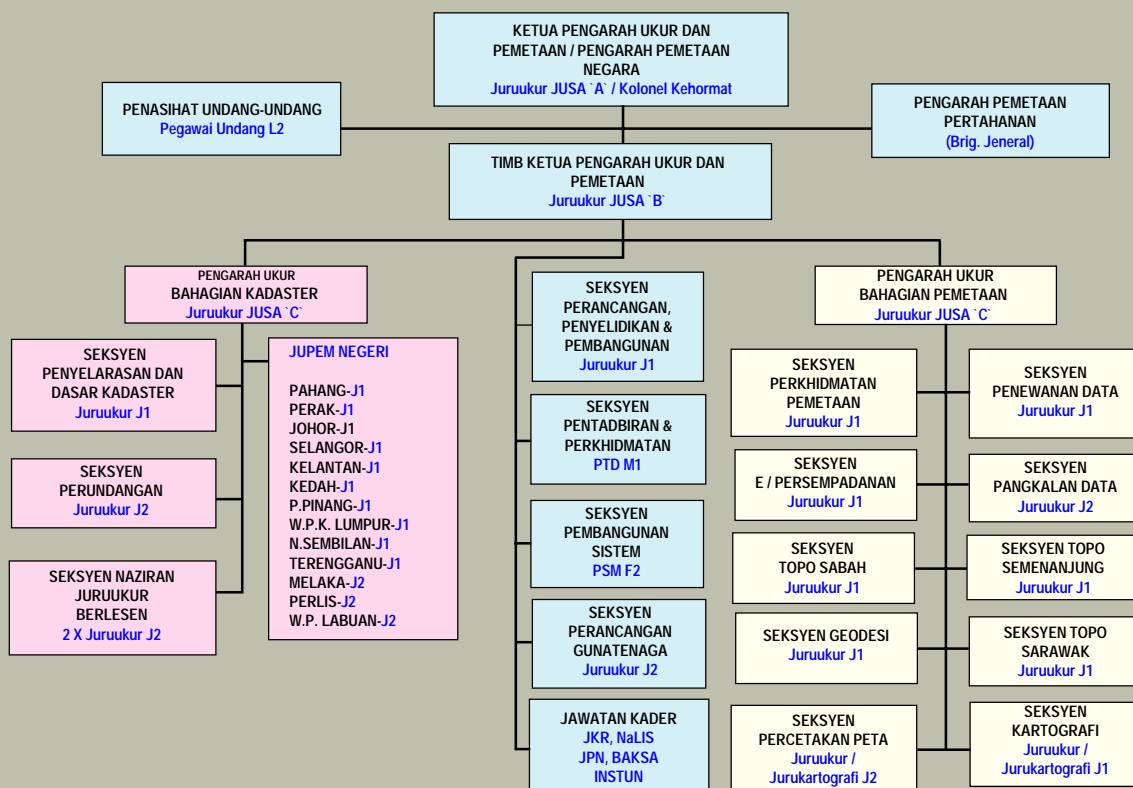 KETUA PENGARAH UKUR DAN
PEMETAAN / PENGARAH PEMETAAN
NEGARA
Juruukur JUSA `A` / Kolonel Kehormat
PENASIHAT UNDANG-UNDANG
Pegawai Undang L2
PENGARAH PEMETAAN
PERTAHANAN
(Brig. Jeneral)
TIMB KETUA PENGARAH UKUR DAN
PEMETAAN
Juruukur JUSA `B`
PENGARAH UKUR
BAHAGIAN KADASTER
Juruukur JUSA `C`
SEKSYEN
PENYELARASAN DAN
DASAR KADASTER
Juruukur J1
SEKSYEN
PERUNDANGAN
Juruukur J2
SEKSYEN NAZIRAN
JURUUKUR
BERLESEN
2 X Juruukur J2
JUPEM NEGERI
PAHANG-J1
PERAK-J1
JOHOR-J1
SELANGOR-J1
KELANTAN-J1
KEDAH-J1
P.PINANG-J1
W.P.K. LUMPUR-J1
N.SEMBILAN-J1
TERENGGANU-J1
MELAKA-J2
PERLIS-J2
W.P. LABUAN-J2
SEKSYEN
PERANCANGAN,
PENYELIDIKAN &
PEMBANGUNAN
Juruukur J1
SEKSYEN
PENTADBIRAN &
PERKHIDMATAN
PTD M1
SEKSYEN
PEMBANGUNAN
SISTEM
PSM F2
SEKSYEN
PERANCANGAN
GUNATENAGA
Juruukur J2
JAWATAN KADER
JKR, NaLIS
JPN, BAKSA
INSTUN
PENGARAH UKUR
BAHAGIAN PEMETAAN
Juruukur JUSA `C`
SEKSYEN
PERKHIDMATAN
PEMETAAN
Juruukur J1
SEKSYEN
PENEWANAN DATA
Juruukur J1
SEKSYEN
E / PERSEMPADANAN
Juruukur J1
SEKSYEN
PANGKALAN DATA
Juruukur J2
SEKSYEN
TOPO SABAH
Juruukur J1
SEKSYEN TOPO
SEMENANJUNG
Juruukur J1
SEKSYEN GEODESI
Juruukur J1
SEKSYEN TOPO
SARAWAK
Juruukur J1
SEKSYEN
PERCETAKAN PETA
Juruukur /
Jurukartografi J2
SEKSYEN
KARTOGRAFI
Juruukur /
Jurukartografi J1